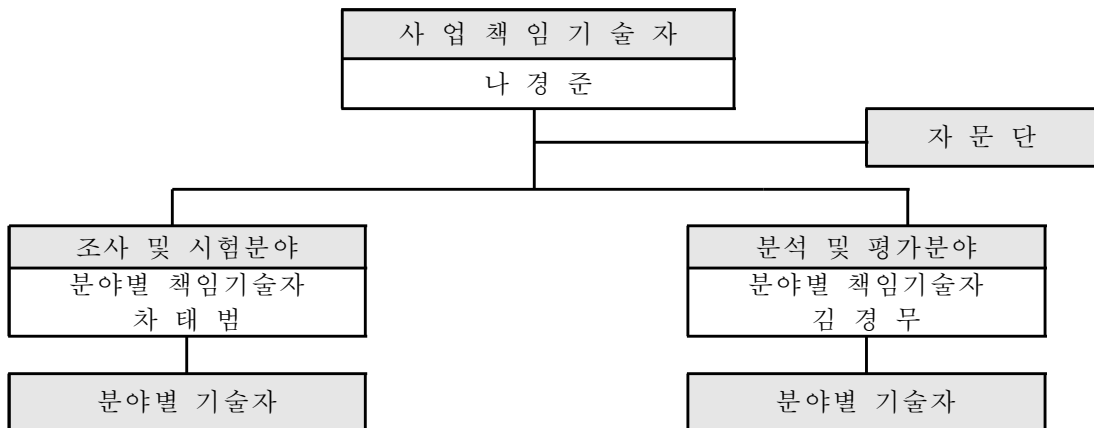 사 업 책 임 기 술 자
나 경 준
자 문 단
조사 및 시험분야
분야별 책임기술자
차 태 범
분석 및 평가분야
분야별 책임기술자
김 경 무
분야별 기술자
분야별 기술자